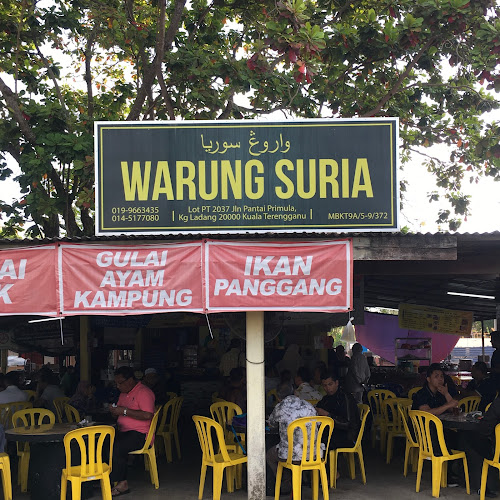 واروڠ سوريا
WARUNG SURIA
019-9663435
014-5177080
Lot PT 2037 Jln Pantai Primula,
Kg Ladang 20000 Kuala Terengganu
MBKT9A/5-9/372
GULAI
AYAM
KAMPUNG
IKAN
PANGGANG